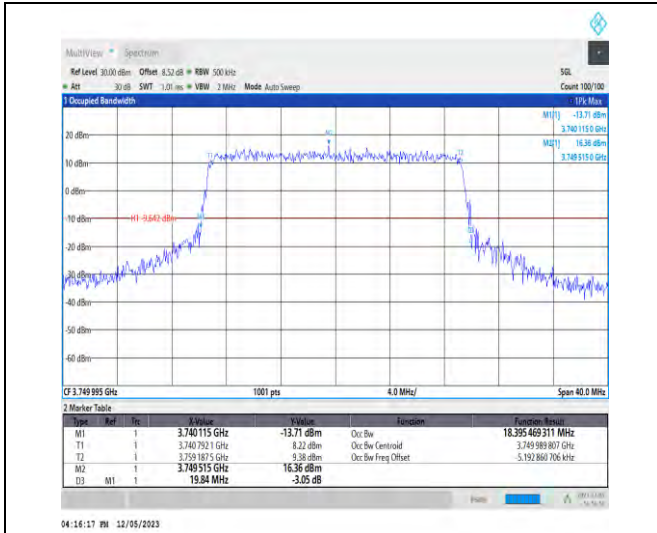 MultiView Spectrum
Ref Level 30.00 dBm Offset 8.52 dB RBW 500 kHz SGL
Att 30 dB SWT 1.01 ms VBW 2 MHz Mode Auto Sweep Count 100/100
1 Occupied Bandwidth 1Pk Max
M1[1] -13.71 dBm
3.740 115 0 GHz
M2[1] 16.36 dBm
3.749 515 0 GHz
20 dBm
10 dBm
0 dBm
-10 dBm H1 -9.642 dBm
-20 dBm
-30 dBm
-40 dBm
-50 dBm
-60 dBm
T1
M2
T2
M1
D3
CF 3.749 995 GHz 1001 pts 4.0 MHz/ Span 40.0 MHz
2 Marker Table
Type Ref Trc X-Value Y-Value Function Function Result
M1 1 3.740 115 GHz -13.71 dBm Occ Bw 18.395 469 311 MHz
T1 1 3.740 792 1 GHz 8.22 dBm Occ Bw Centroid 3.749 989 807 GHz
T2 1 3.759 187 5 GHz 9.38 dBm Occ Bw Freq Offset -5.192 860 706 kHz
M2 1 3.749 515 GHz 16.36 dBm
D3 M1 1 19.84 MHz -3.05 dB
04:16:17 PM 12/05/2023